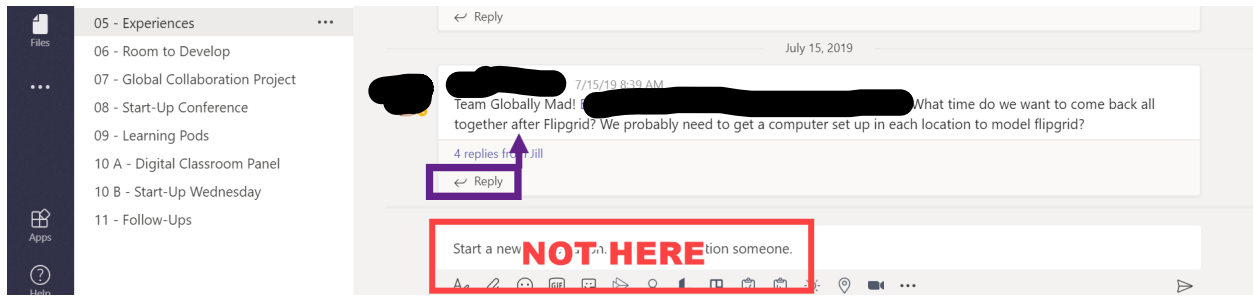 Files
05 - Experiences
06 - Room to Develop
07 - Global Collaboration Project
08 - Start-Up Conference
09 - Learning Pods
10 A - Digital Classroom Panel
10 B - Start-Up Wednesday
11 - Follow-Ups
Apps
Help
Reply
July 15, 2019
7/15/19 8:39 AM
Team Globally Mad! What time do we want to come back all
together after Flipgrid? We probably need to get a computer set up in each location to model flipgrid?
4 replies from Jill
Reply
Start a new tion someone.
NOT HERE
GIF